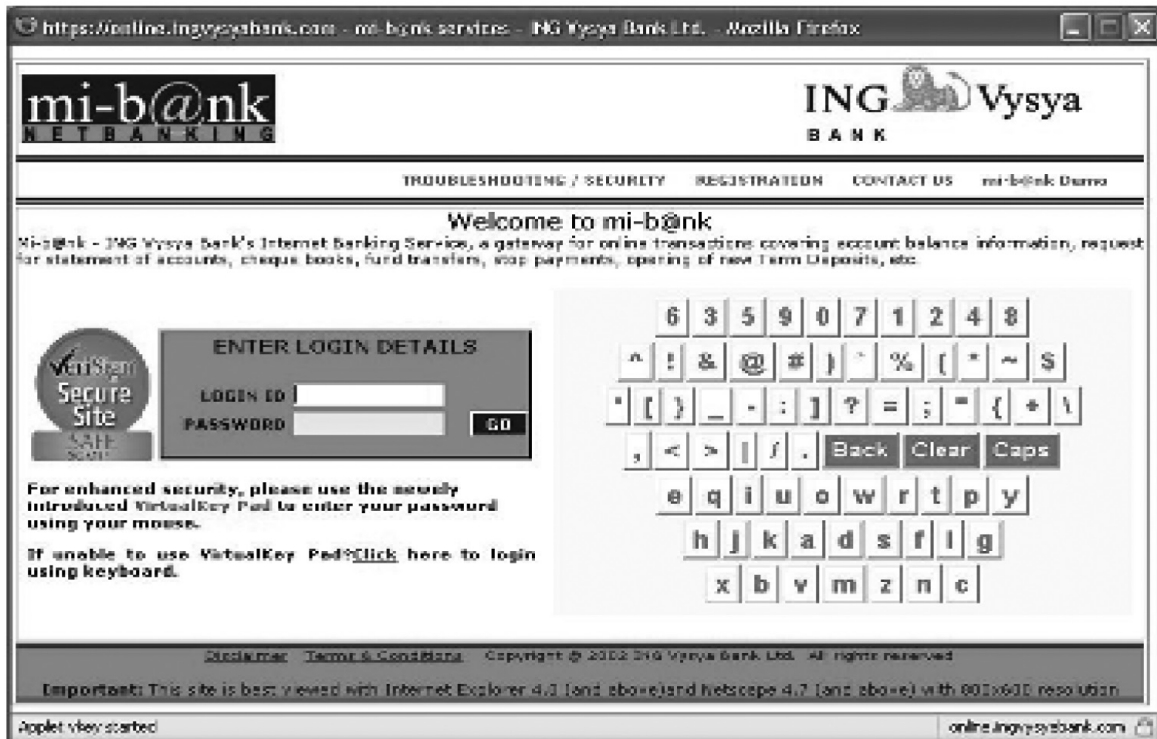 https://online.ingvysyabank.com - mi-b@nk services - ING Vysya Bank Ltd. - Mozilla Firefox
mi-b@nk
NETBANKING
ING Vysya
BANK
TROUBLESHOOTING / SECURITY REGISTRATION CONTACT US mi-b@nk Demo
Welcome to mi-b@nk
Mi-b@nk - ING Vysya Bank's Internet Banking Service, a gateway for online transactions covering account balance information, request
for statement of accounts, cheque books, fund transfers, stop payments, opening of new Term Deposits, etc.
VeriSign
Secure
Site
ENTER LOGIN DETAILS
LOGIN ID
PASSWORD GO
For enhanced security, please use the newly
introduced VirtualKey Pad to enter your password
using your mouse.
If unable to use VirtualKey Pad?Click here to login
using keyboard.
6 3 5 9 0 7 1 2 4 8
^ ! & @ # ) ` % ( * ~ $
' [ } _ - : ] ? = ; " { + \
, < > | / . Back Clear Caps
e q i u o w r t p y
h j k a d s f l g
x b v m z n c
Disclaimer Terms & Conditions Copyright @ 2002 ING Vysya Bank Ltd. All rights reserved
Important: This site is best viewed with Internet Explorer 4.0 (and above)and Netscape 4.7 (and above) with 800x600 resolution
Applet vkey started online.ingvysyabank.com